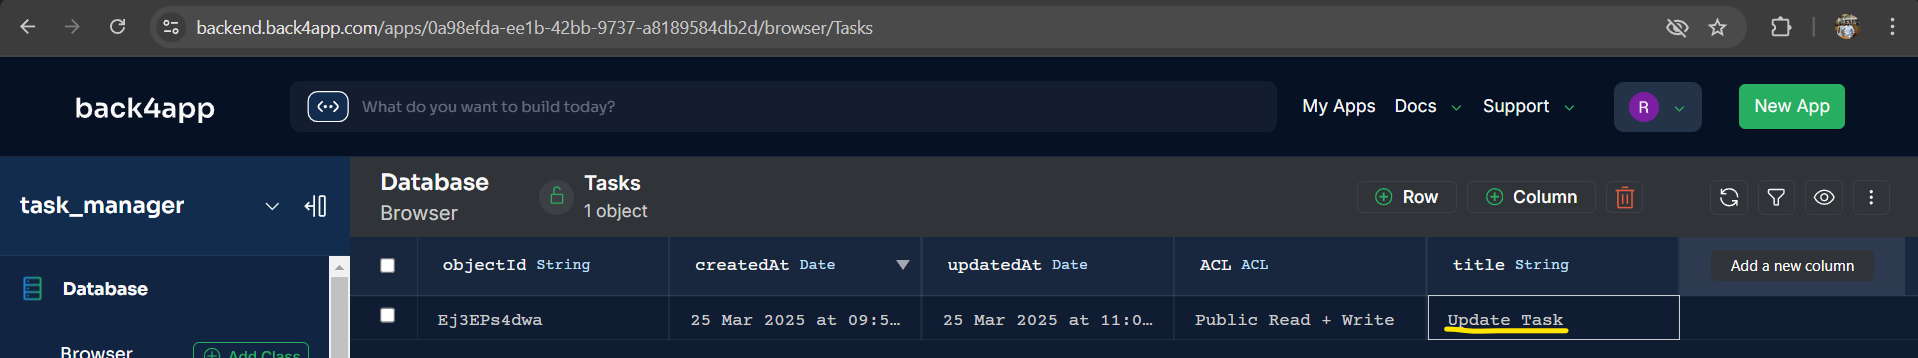 backend.back4app.com/apps/0a98efda-ee1b-42bb-9737-a8189584db2d/browser/Tasks
back4app
What do you want to build today?
My Apps Docs Support R New App
task_manager
Database
Browser
Tasks
1 object
Row Column
objectId String createdAt Date updatedAt Date ACL ACL title String Add a new column
Database
Ej3EPs4dwa 25 Mar 2025 at 09:5... 25 Mar 2025 at 11:0... Public Read + Write Update Task
Browser Add Class